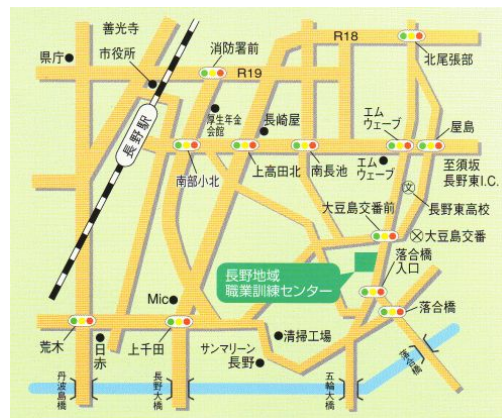 善光寺
県庁
市役所
消防署前
R18
R19
北尾張部
長野駅
厚生年金
会館
長崎屋
エム
ウェーブ
屋島
南部小北
上高田北
南長池
エム
ウェーブ
至須坂
長野東I.C.
長野東高校
大豆島交番前
大豆島交番
長野地域
職業訓練センター
落合橋
入口
落合橋
Mic
荒木
日赤
上千田
サンマリーン
長野
清掃工場
丹波島橋
長野大橋
五輪大橋
落合橋
文